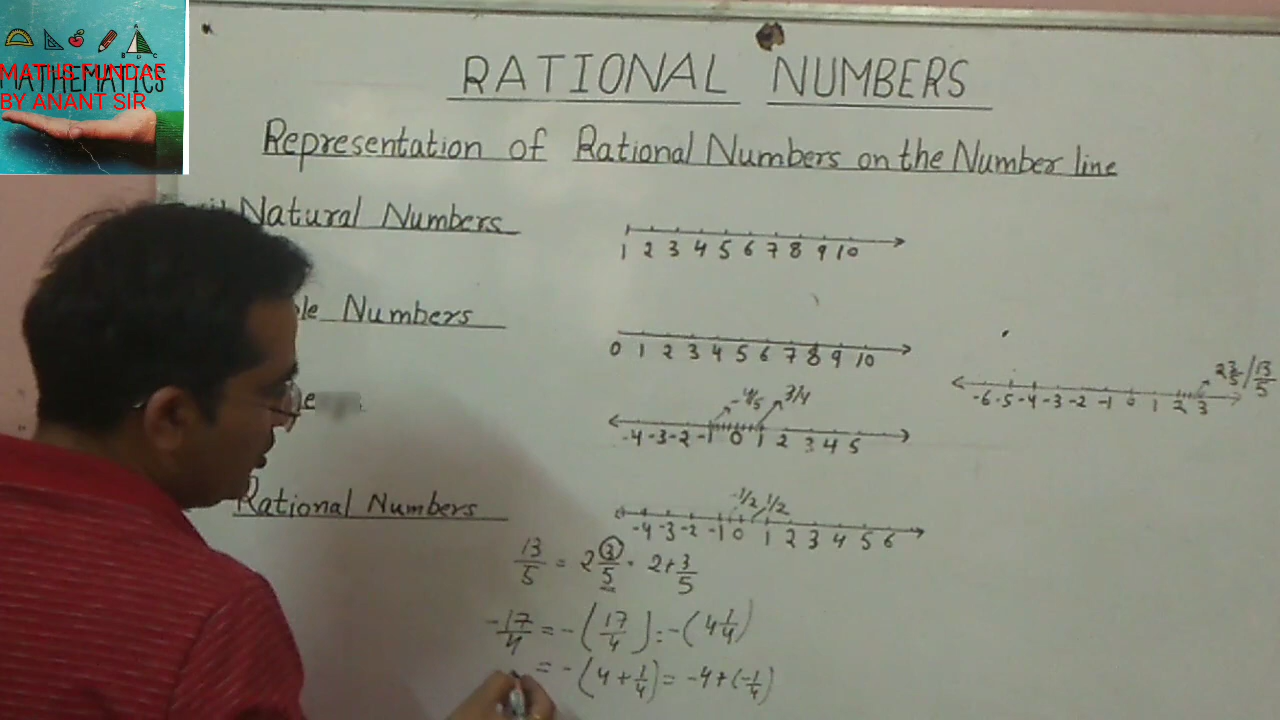 MATHS FUNDAE
MATHEMATICS
BY ANANT SIR
A
B D C
RATIONAL NUMBERS
Representation of Rational Numbers on the Number line
Natural Numbers
1 2 3 4 5 6 7 8 9 10
le Numbers
0 1 2 3 4 5 6 7 8 9 10
2 3/5 / 13/5
-6 -5 -4 -3 -2 -1 0 1 2 3
-4/5 3/4
-4 -3 -2 -1 0 1 2 3 4 5
Rational Numbers
-1/2 1/2
-4 -3 -2 -1 0 1 2 3 4 5 6
13/5 = 2 3/5 = 2+3/5
-17/4 = -(17/4) = -(4 1/4)
= -(4 + 1/4) = -4 + (-1/4)